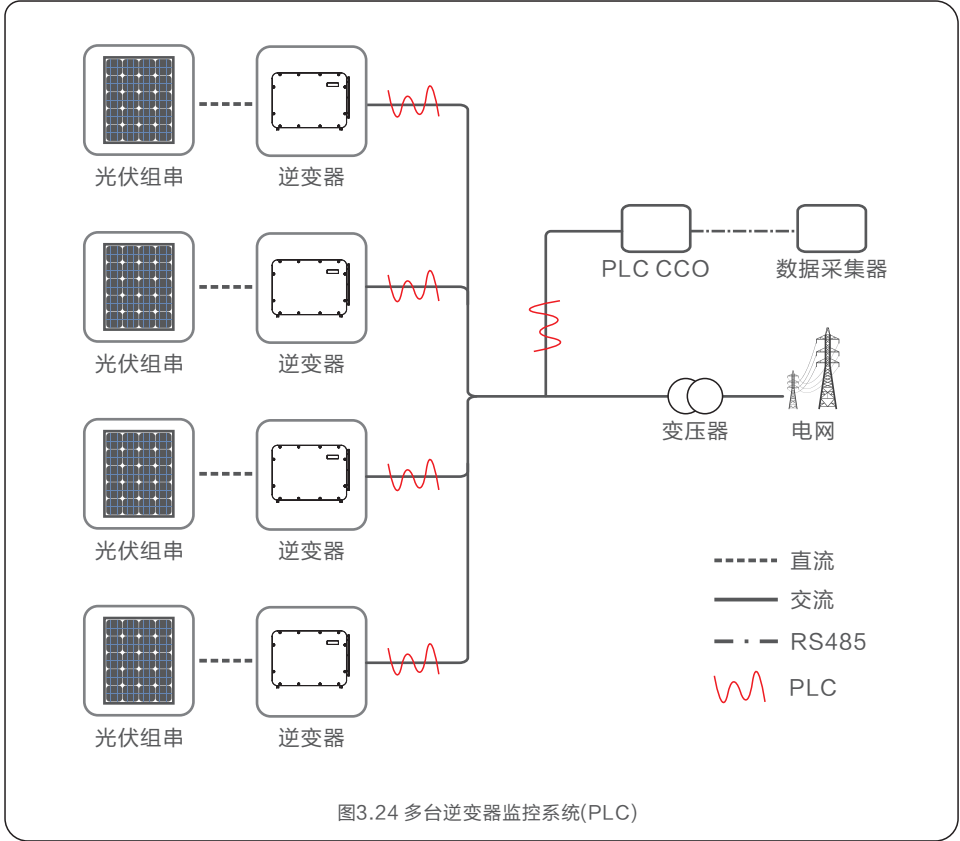 光伏组串
逆变器
光伏组串
逆变器
光伏组串
逆变器
光伏组串
逆变器
PLC CCO
数据采集器
变压器
电网
直流
交流
RS485
PLC
图3.24 多台逆变器监控系统(PLC)